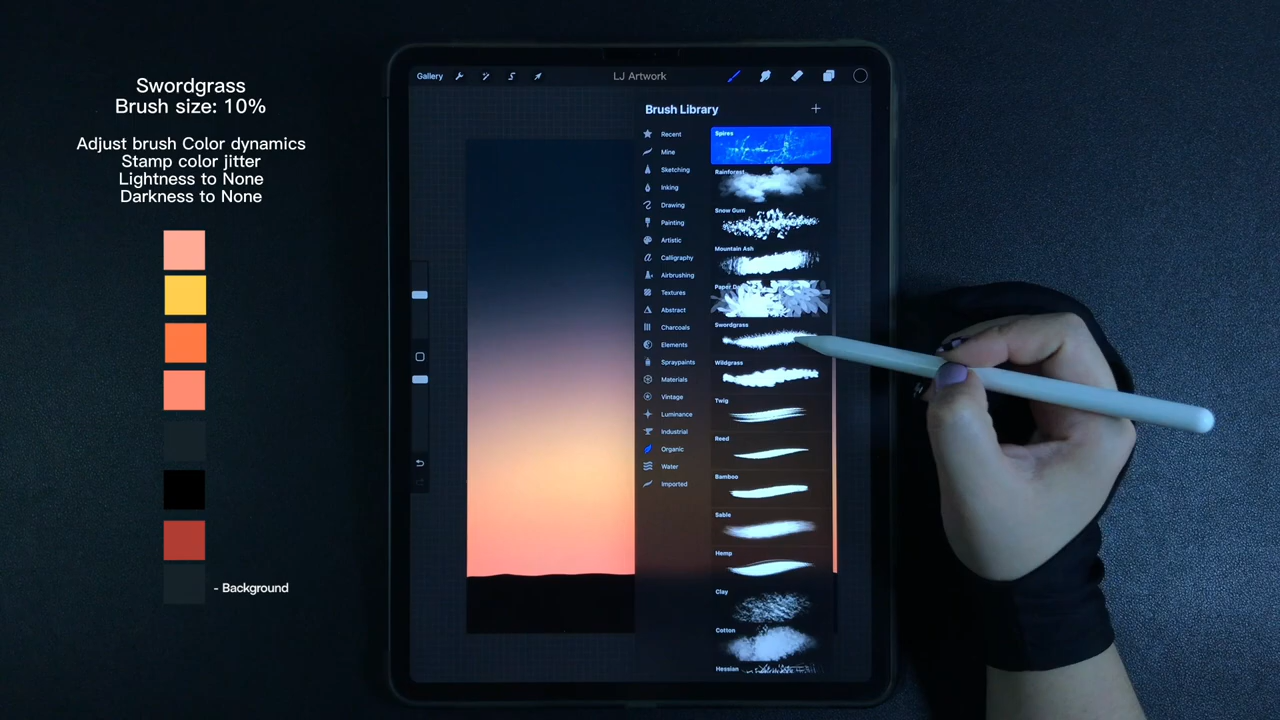 Swordgrass
Brush size: 10%
Adjust brush Color dynamics
Stamp color jitter
Lightness to None
Darkness to None
- Background
Gallery
LJ Artwork
Brush Library
Recent
Mine
Sketching
Inking
Drawing
Painting
Artistic
Calligraphy
Airbrushing
Textures
Abstract
Charcoals
Elements
Spraypaints
Materials
Vintage
Luminance
Industrial
Organic
Water
Imported
Spires
Rainforest
Snow Gum
Mountain Ash
Paper
Swordgrass
Wildgrass
Twig
Reed
Bamboo
Sable
Hemp
Clay
Cotton
Hessian